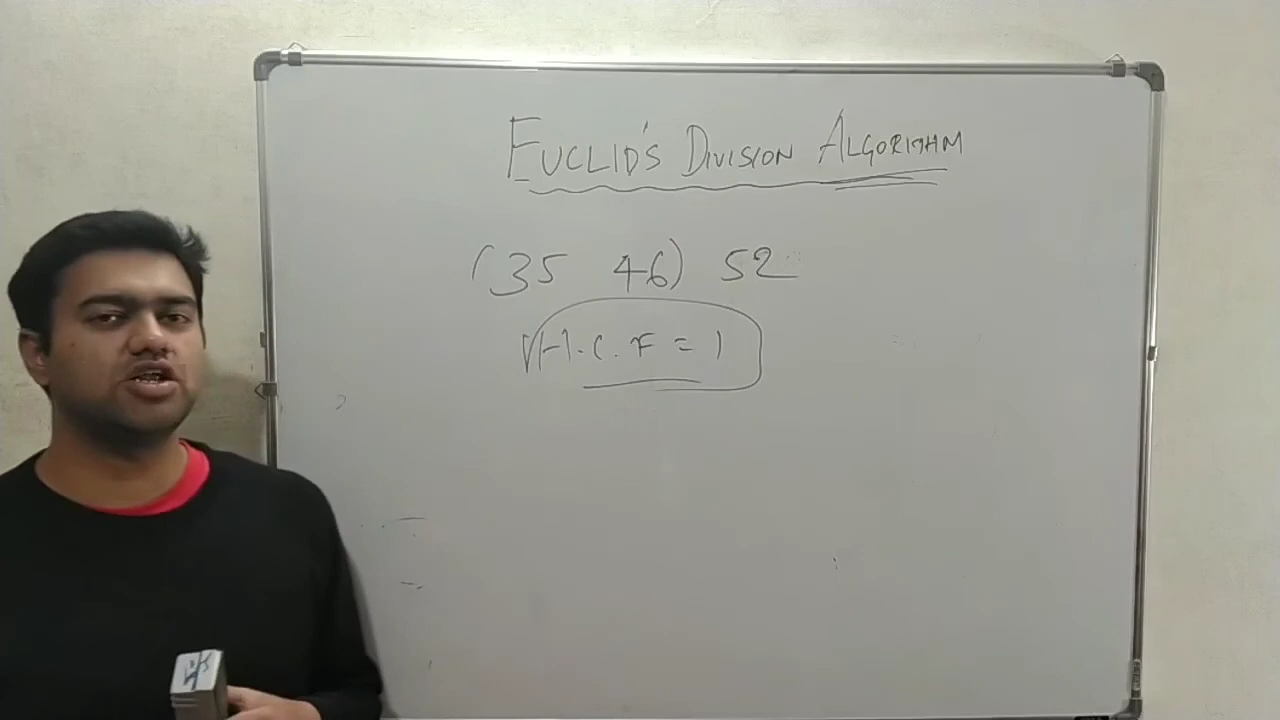 EUCLID'S DIVISION ALGORITHM
(35 46) 52
H.C.F = 1